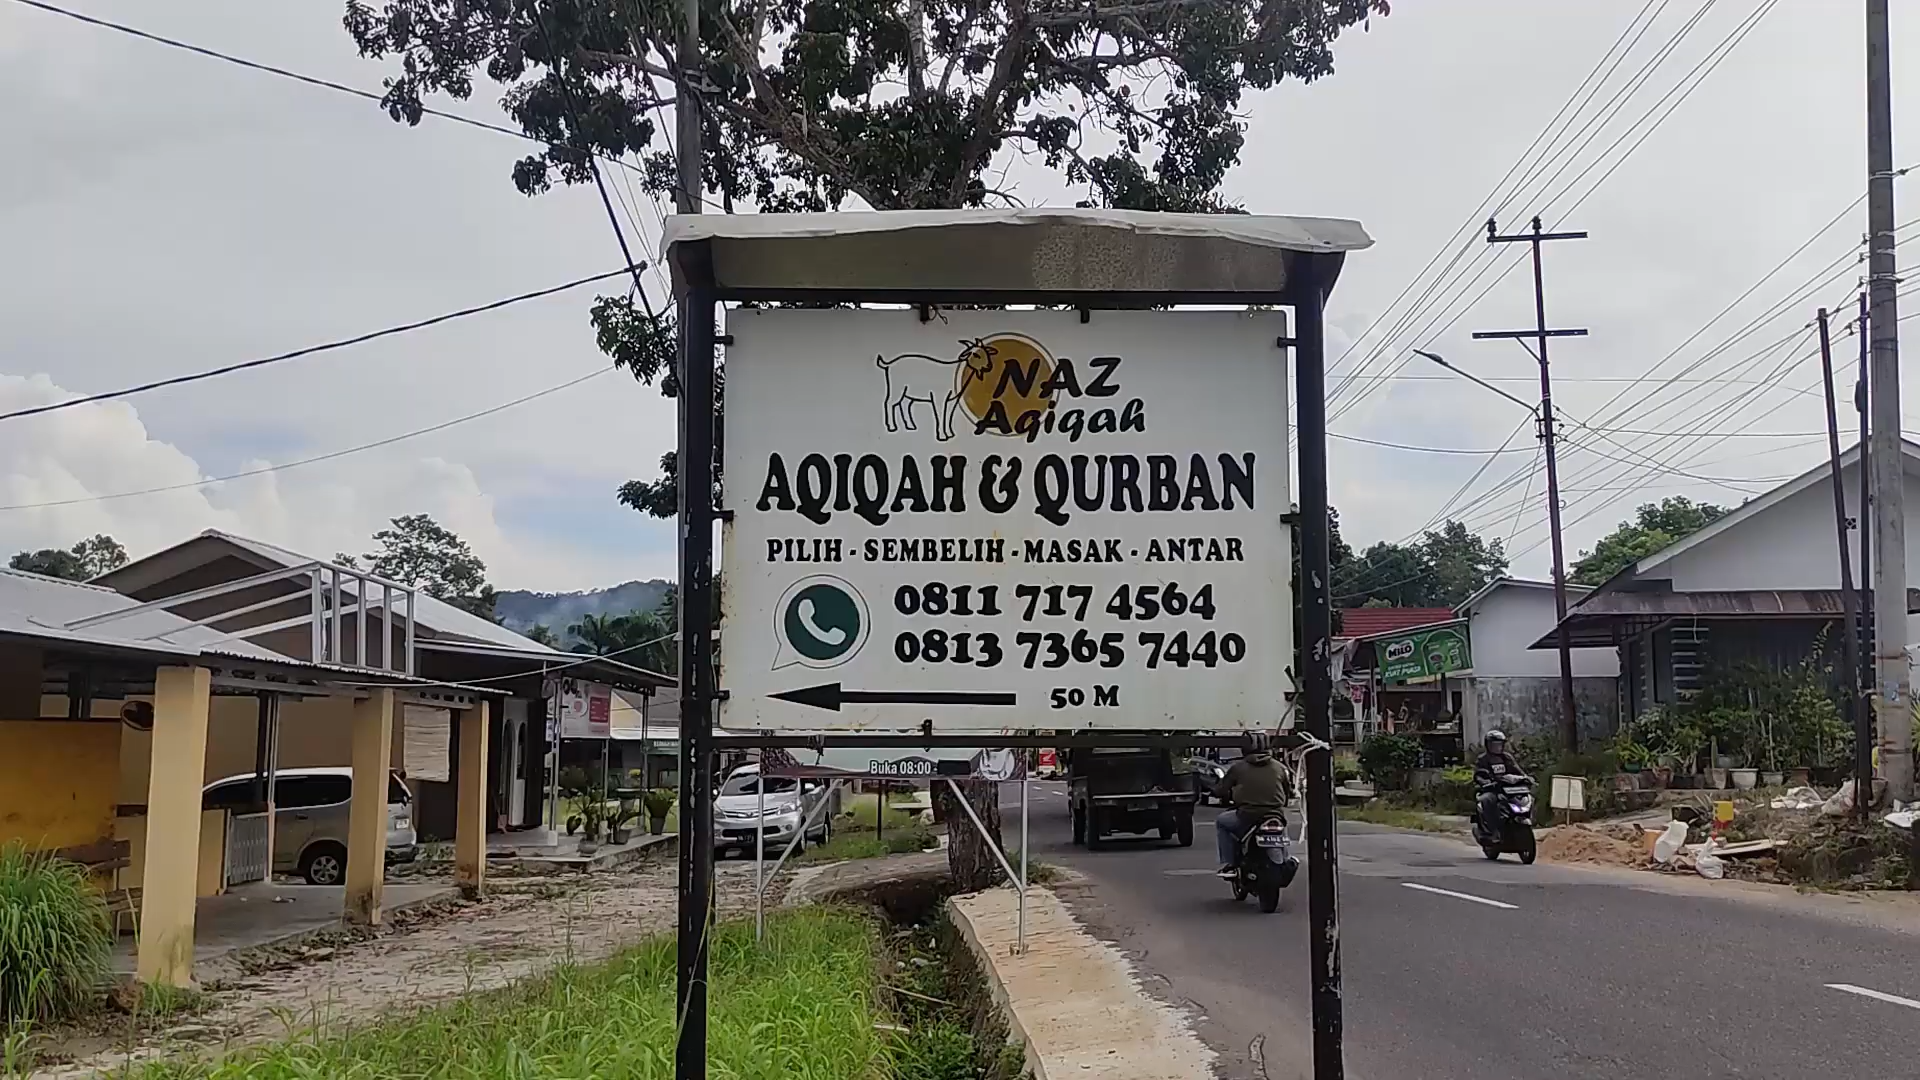 NAZ
Aqiqah
AQIQAH & QURBAN
PILIH - SEMBELIH - MASAK - ANTAR
0811 717 4564
0813 7365 7440
50 M
Buka 08:00 -
MILO